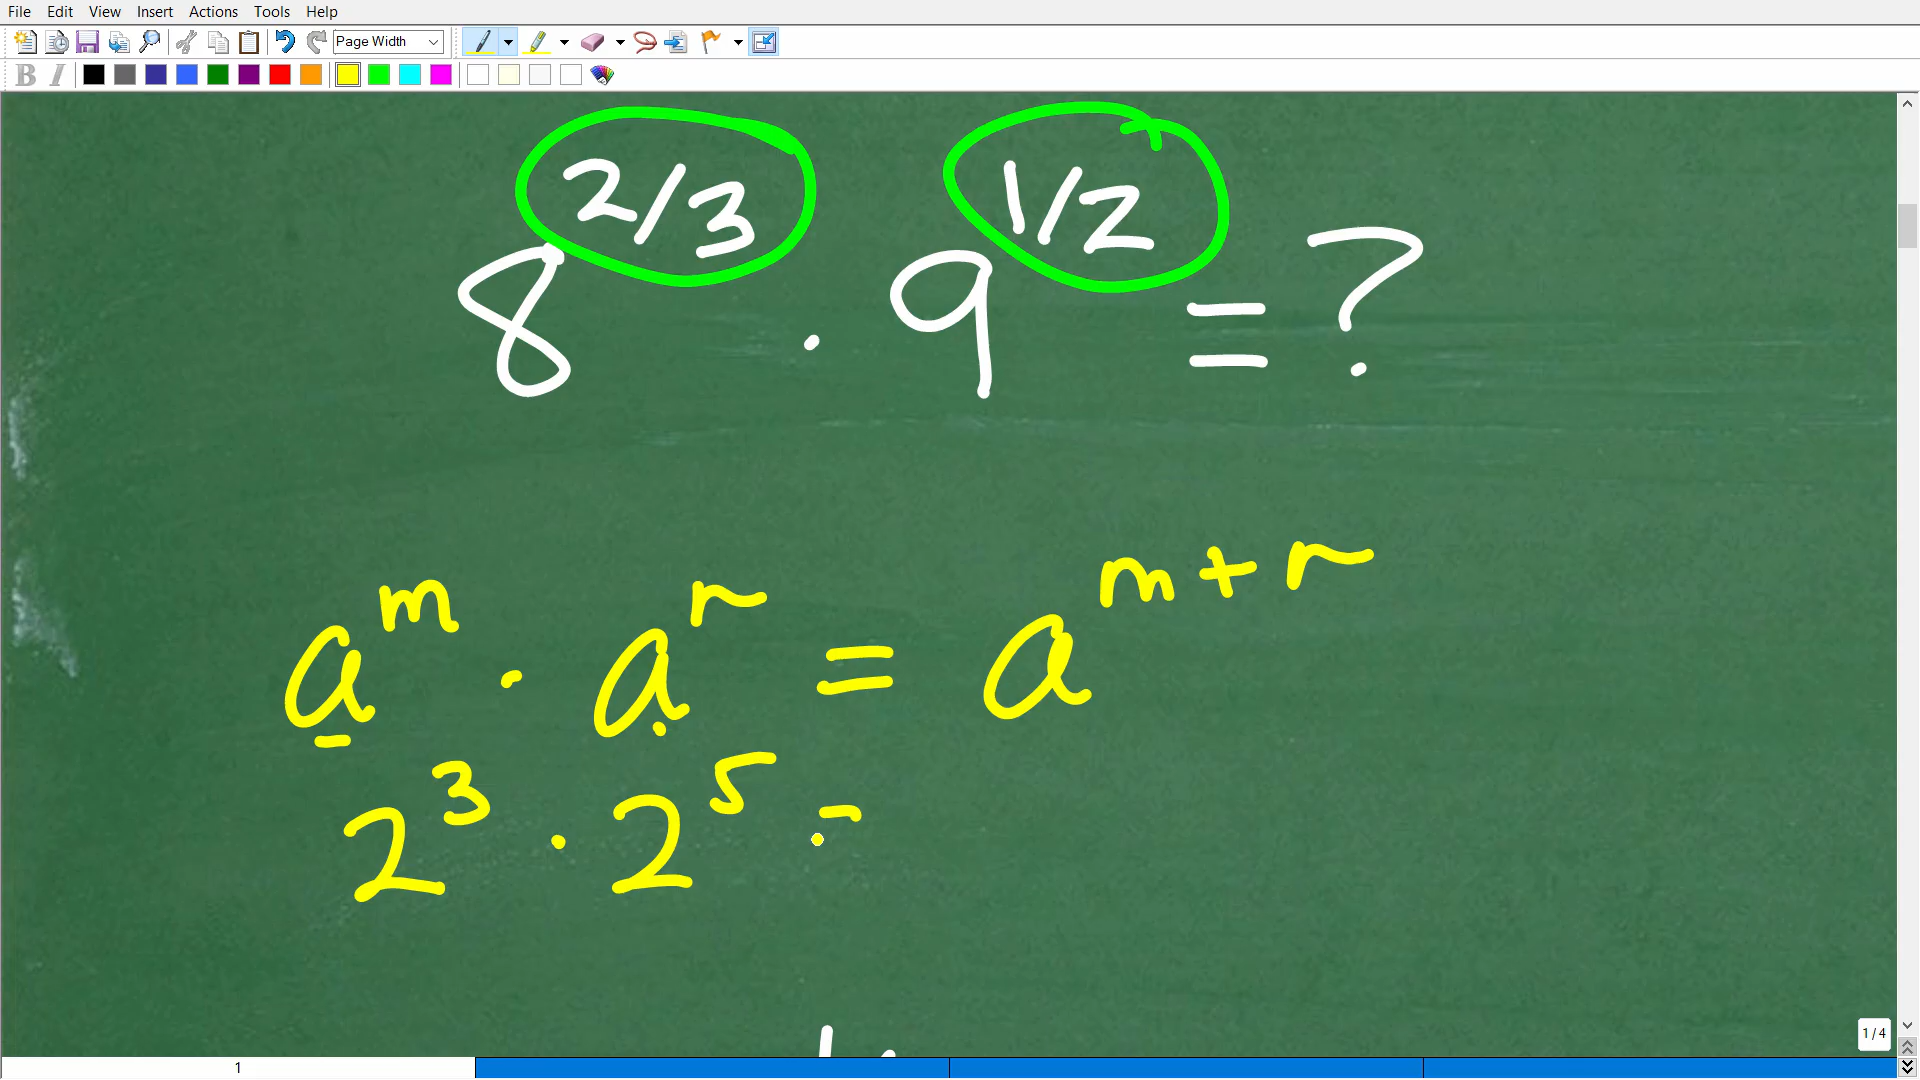 File Edit View Insert Actions Tools Help
Page Width
B I
8^{2/3} · 9^{1/2} = ?
a^m · a^n = a^{m+n}
2^3 · 2^5 =
1 / 4
1